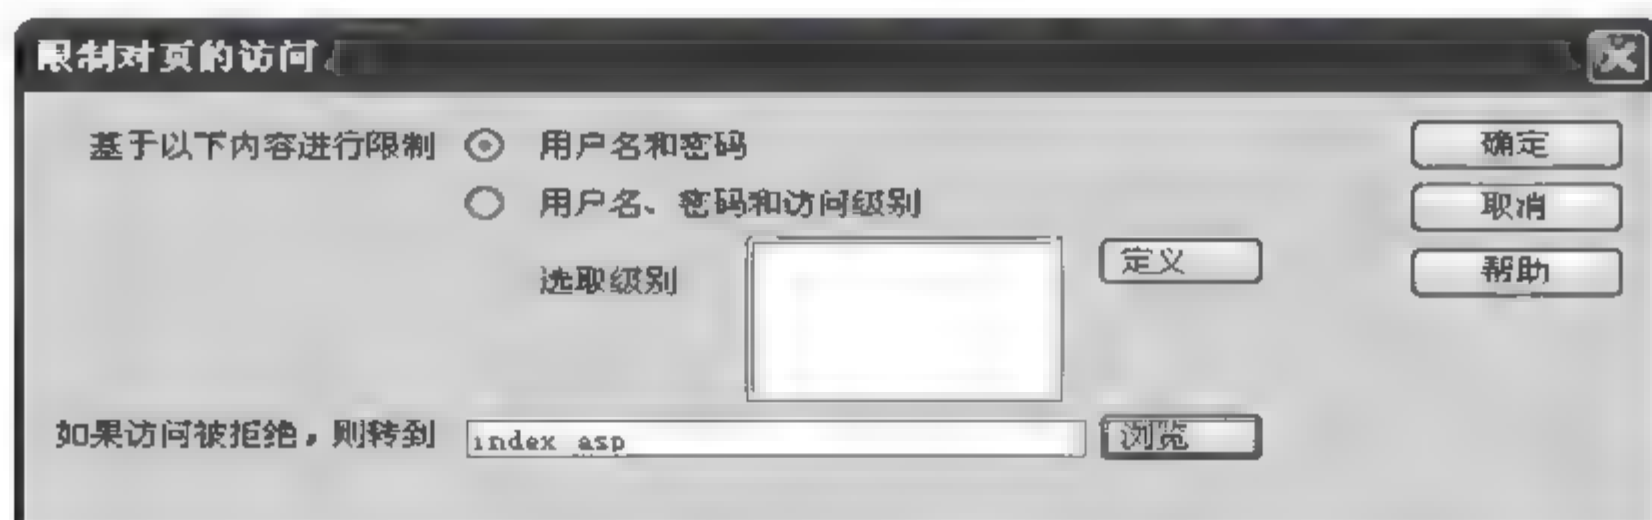 限制对页的访问
基于以下内容进行限制 用户名和密码 确定
用户名、密码和访问级别 取消
选取级别 定义 帮助
如果访问被拒绝，则转到 index asp 浏览